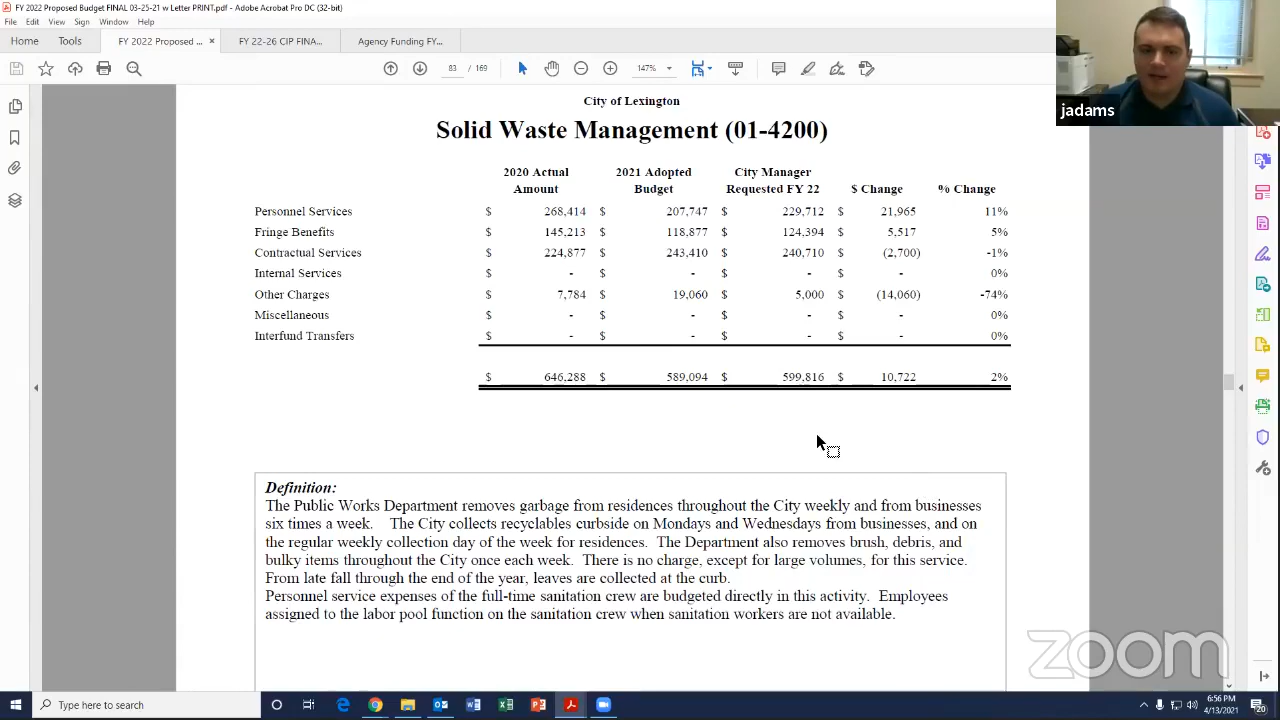 FY 2022 Proposed Budget FINAL 03-25-21 w Letter PRINT.pdf - Adobe Acrobat Pro DC (32-bit)
File Edit View Sign Window Help
Home Tools FY 2022 Proposed ... × FY 22-26 CIP FINA... Agency Funding FY...
83 / 169 147%
jadams
City of Lexington
Solid Waste Management (01-4200)
2020 Actual 2021 Adopted City Manager
Amount Budget Requested FY 22 $ Change % Change
Personnel Services $ 268,414 $ 207,747 $ 229,712 $ 21,965 11%
Fringe Benefits $ 145,213 $ 118,877 $ 124,394 $ 5,517 5%
Contractual Services $ 224,877 $ 243,410 $ 240,710 $ (2,700) -1%
Internal Services $ - $ - $ - $ - 0%
Other Charges $ 7,784 $ 19,060 $ 5,000 $ (14,060) -74%
Miscellaneous $ - $ - $ - $ - 0%
Interfund Transfers $ - $ - $ - $ - 0%
$ 646,288 $ 589,094 $ 599,816 $ 10,722 2%
Definition:
The Public Works Department removes garbage from residences throughout the City weekly and from businesses
six times a week. The City collects recyclables curbside on Mondays and Wednesdays from businesses, and on
the regular weekly collection day of the week for residences. The Department also removes brush, debris, and
bulky items throughout the City once each week. There is no charge, except for large volumes, for this service.
From late fall through the end of the year, leaves are collected at the curb.
Personnel service expenses of the full-time sanitation crew are budgeted directly in this activity. Employees
assigned to the labor pool function on the sanitation crew when sanitation workers are not available.
zoom
Type here to search
6:56 PM
4/13/2021
20